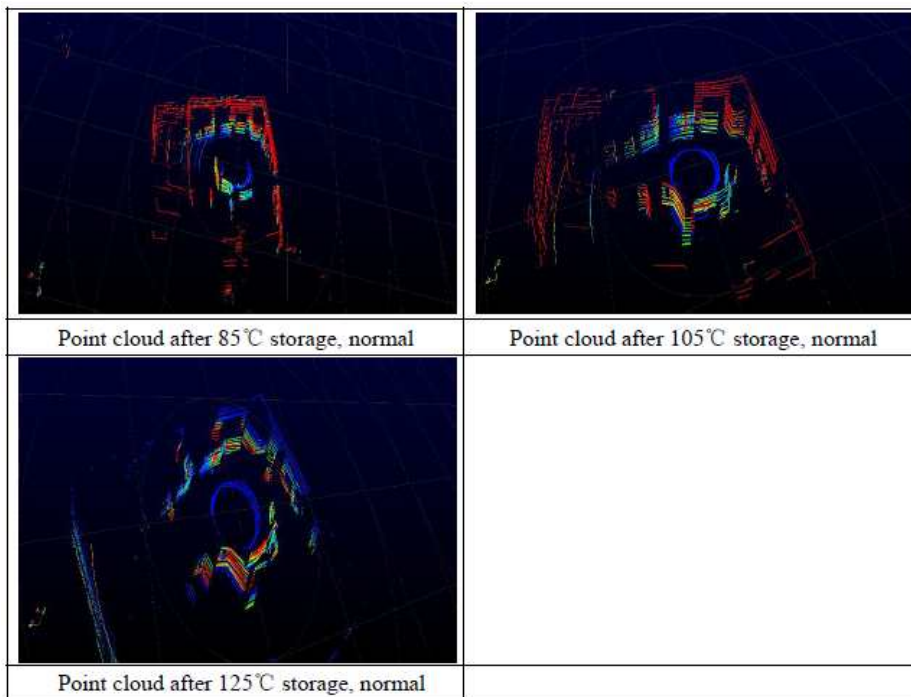 Point cloud after 85℃ storage, normal
Point cloud after 105℃ storage, normal
Point cloud after 125℃ storage, normal